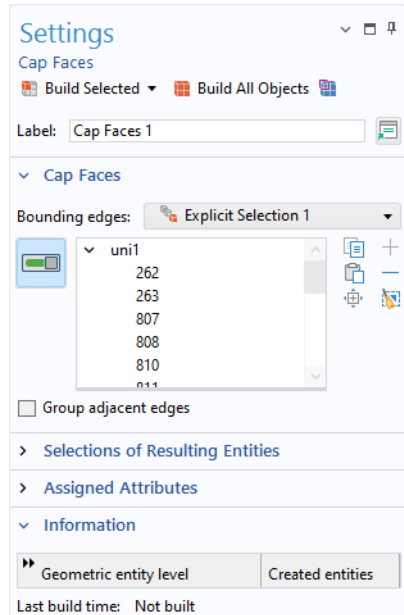 Settings
Cap Faces
Build Selected
Build All Objects
Label: Cap Faces 1
Cap Faces
Bounding edges: Explicit Selection 1
uni1
262
263
807
808
810
811
Group adjacent edges
Selections of Resulting Entities
Assigned Attributes
Information
Geometric entity level Created entities
Last build time: Not built